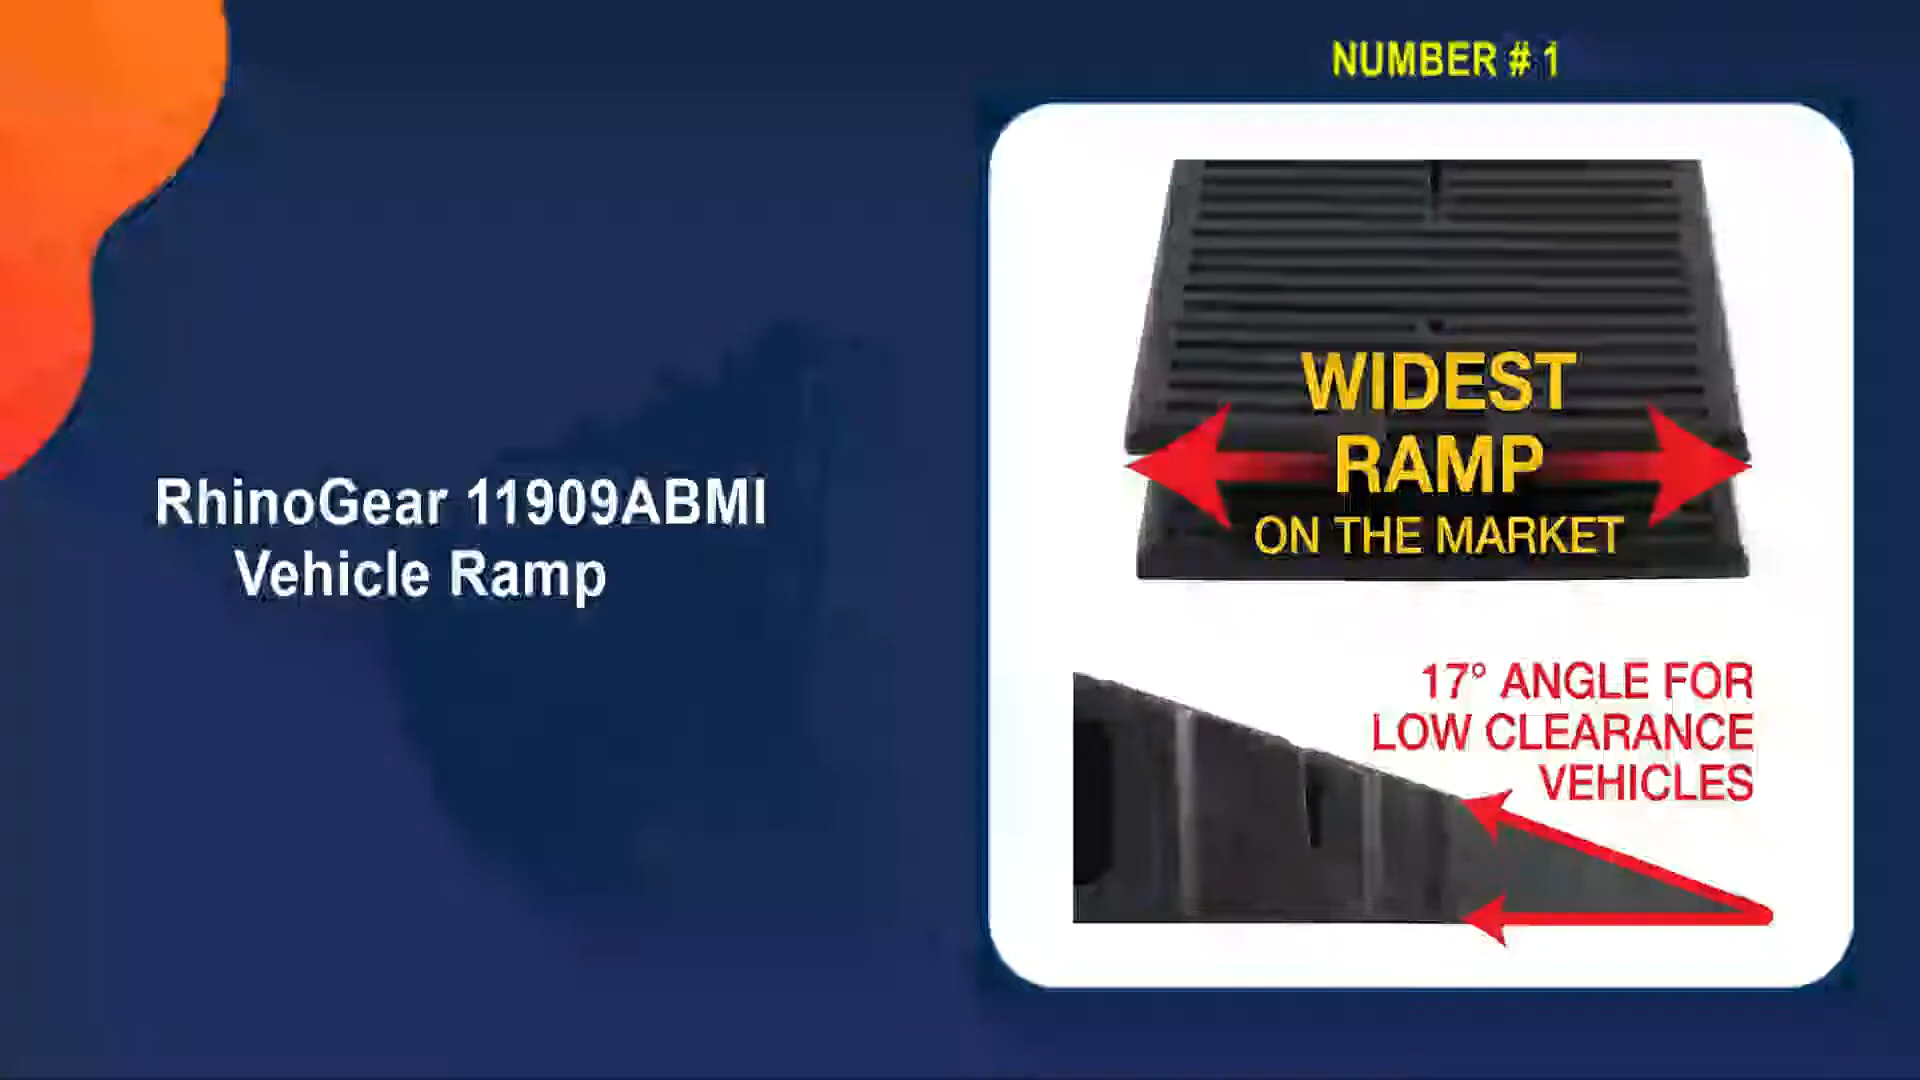 NUMBER # 1
RhinoGear 11909ABMI
Vehicle Ramp
WIDEST
RAMP
ON THE MARKET
17° ANGLE FOR
LOW CLEARANCE
VEHICLES